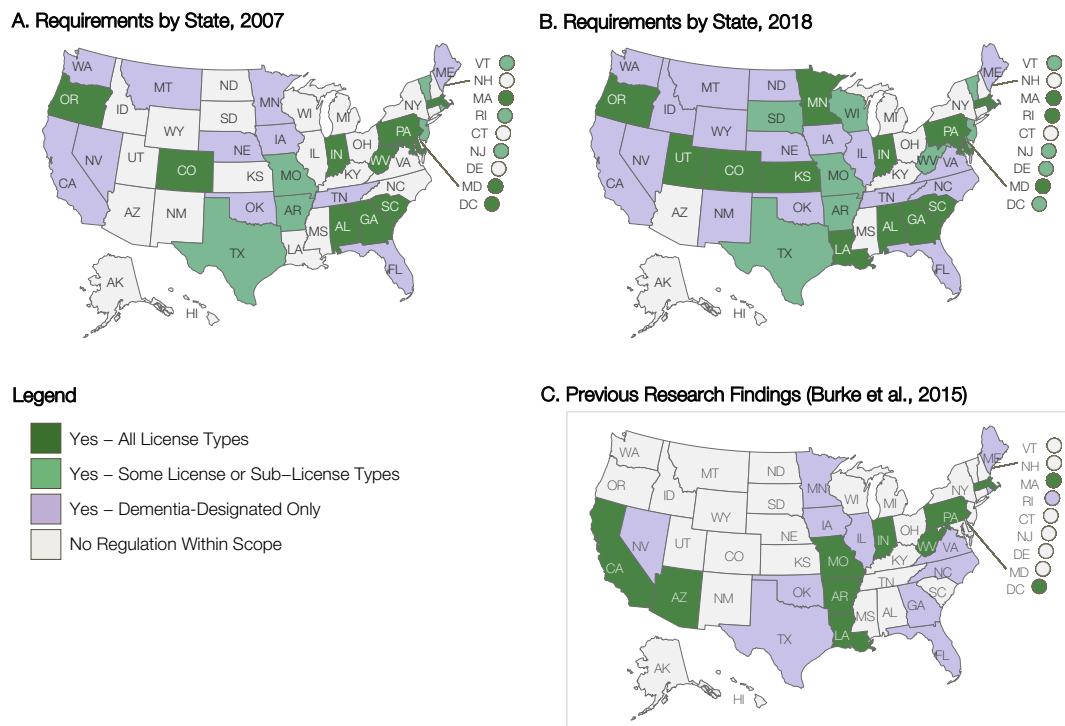 A. Requirements by State, 2007
WA
OR
CA
NV
ID
MT
WY
UT
AZ
CO
NM
ND
SD
NE
KS
OK
TX
MN
IA
MO
AR
LA
WI
IL
MS
MI
IN
KY
TN
AL
OH
WV
GA
FL
SC
NC
VA
PA
NY
ME
AK
HI
VT
NH
MA
RI
CT
NJ
DE
MD
DC
B. Requirements by State, 2018
WA
OR
CA
NV
ID
MT
WY
UT
AZ
CO
NM
ND
SD
NE
KS
OK
TX
MN
IA
MO
AR
LA
WI
IL
MS
MI
IN
KY
TN
AL
OH
WV
GA
FL
SC
NC
VA
PA
NY
ME
AK
HI
VT
NH
MA
RI
CT
NJ
DE
MD
DC
Legend
Yes – All License Types
Yes – Some License or Sub–License Types
Yes – Dementia–Designated Only
No Regulation Within Scope
C. Previous Research Findings (Burke et al., 2015)
WA
OR
CA
NV
ID
MT
WY
UT
AZ
CO
NM
ND
SD
NE
KS
OK
TX
MN
IA
MO
AR
LA
WI
IL
MS
MI
IN
KY
TN
AL
OH
WV
GA
FL
SC
NC
VA
PA
NY
ME
AK
HI
VT
NH
MA
RI
CT
NJ
DE
MD
DC